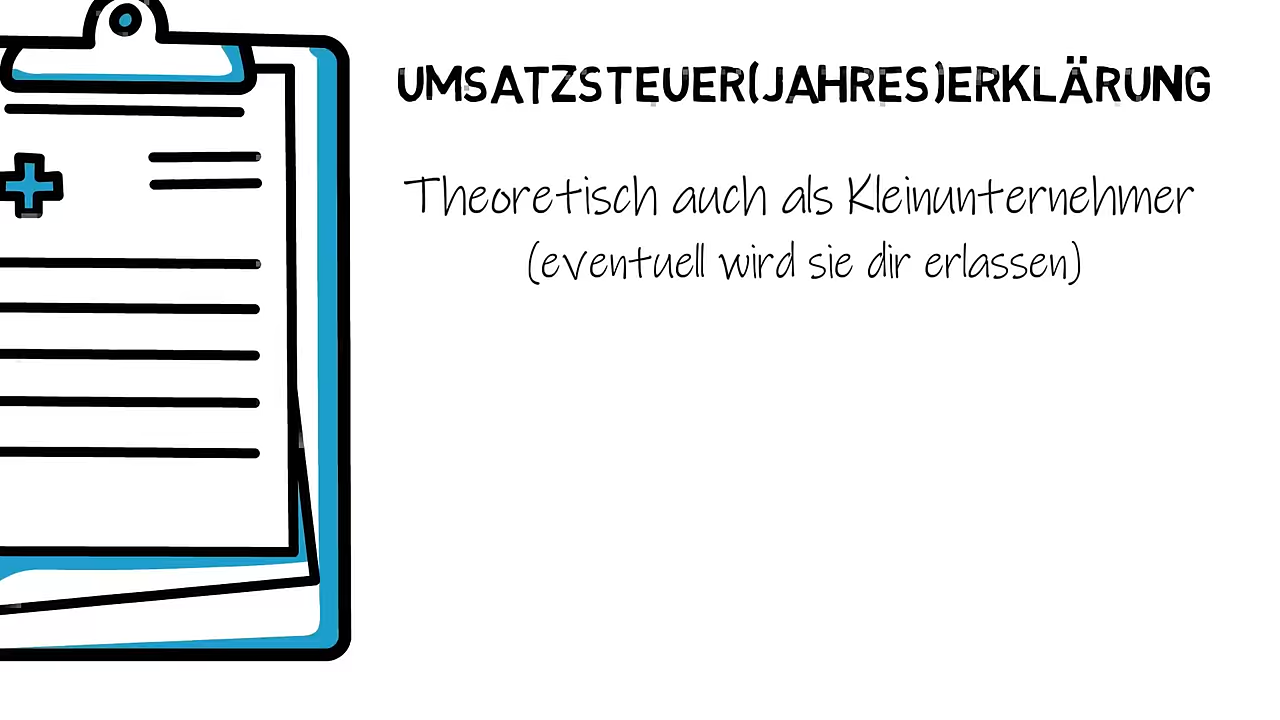 UMSATZSTEUER(JAHRES)ERKLÄRUNG
Theoretisch auch als Kleinunternehmer
(eventuell wird sie dir erlassen)